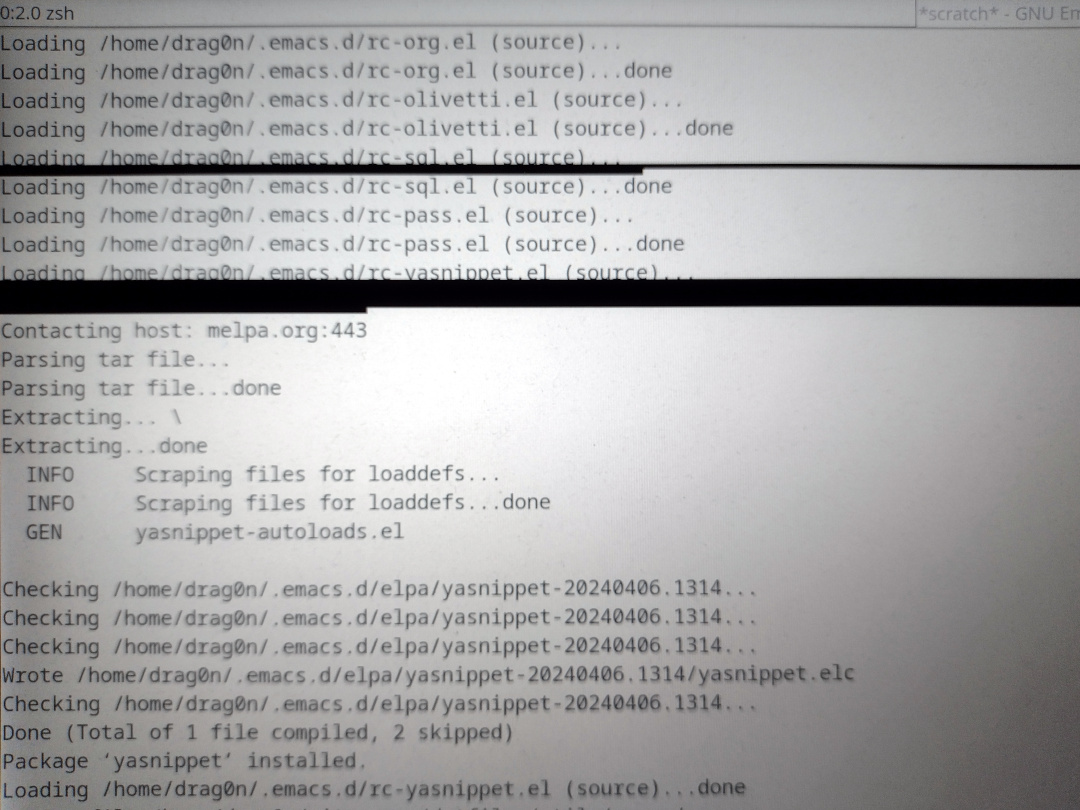 0:2.0 zsh
*scratch* - GNU Em
Loading /home/drag0n/.emacs.d/rc-org.el (source)...
Loading /home/drag0n/.emacs.d/rc-org.el (source)...done
Loading /home/drag0n/.emacs.d/rc-olivetti.el (source)...
Loading /home/drag0n/.emacs.d/rc-olivetti.el (source)...done
Loading /home/drag0n/.emacs.d/rc-sql.el (source)...
Loading /home/drag0n/.emacs.d/rc-sql.el (source)...done
Loading /home/drag0n/.emacs.d/rc-pass.el (source)...
Loading /home/drag0n/.emacs.d/rc-pass.el (source)...done
Loading /home/drag0n/.emacs.d/rc-yasnippet.el (source)...
Contacting host: melpa.org:443
Parsing tar file...
Parsing tar file...done
Extracting... \
Extracting...done
INFO     Scraping files for loaddefs...
INFO     Scraping files for loaddefs...done
GEN      yasnippet-autoloads.el
Checking /home/drag0n/.emacs.d/elpa/yasnippet-20240406.1314...
Checking /home/drag0n/.emacs.d/elpa/yasnippet-20240406.1314...
Checking /home/drag0n/.emacs.d/elpa/yasnippet-20240406.1314...
Wrote /home/drag0n/.emacs.d/elpa/yasnippet-20240406.1314/yasnippet.elc
Checking /home/drag0n/.emacs.d/elpa/yasnippet-20240406.1314...
Done (Total of 1 file compiled, 2 skipped)
Package ‘yasnippet’ installed.
Loading /home/drag0n/.emacs.d/rc-yasnippet.el (source)...done